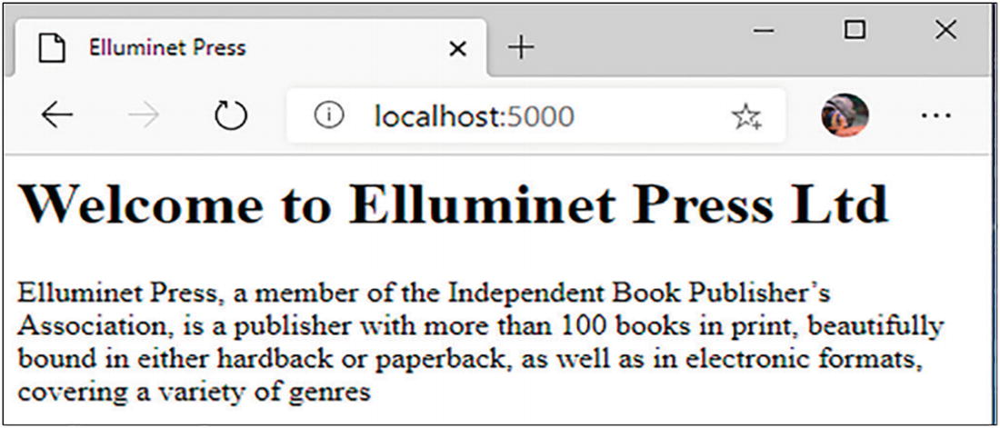 Elluminet Press
localhost:5000
Welcome to Elluminet Press Ltd
Elluminet Press, a member of the Independent Book Publisher’s
Association, is a publisher with more than 100 books in print, beautifully
bound in either hardback or paperback, as well as in electronic formats,
covering a variety of genres